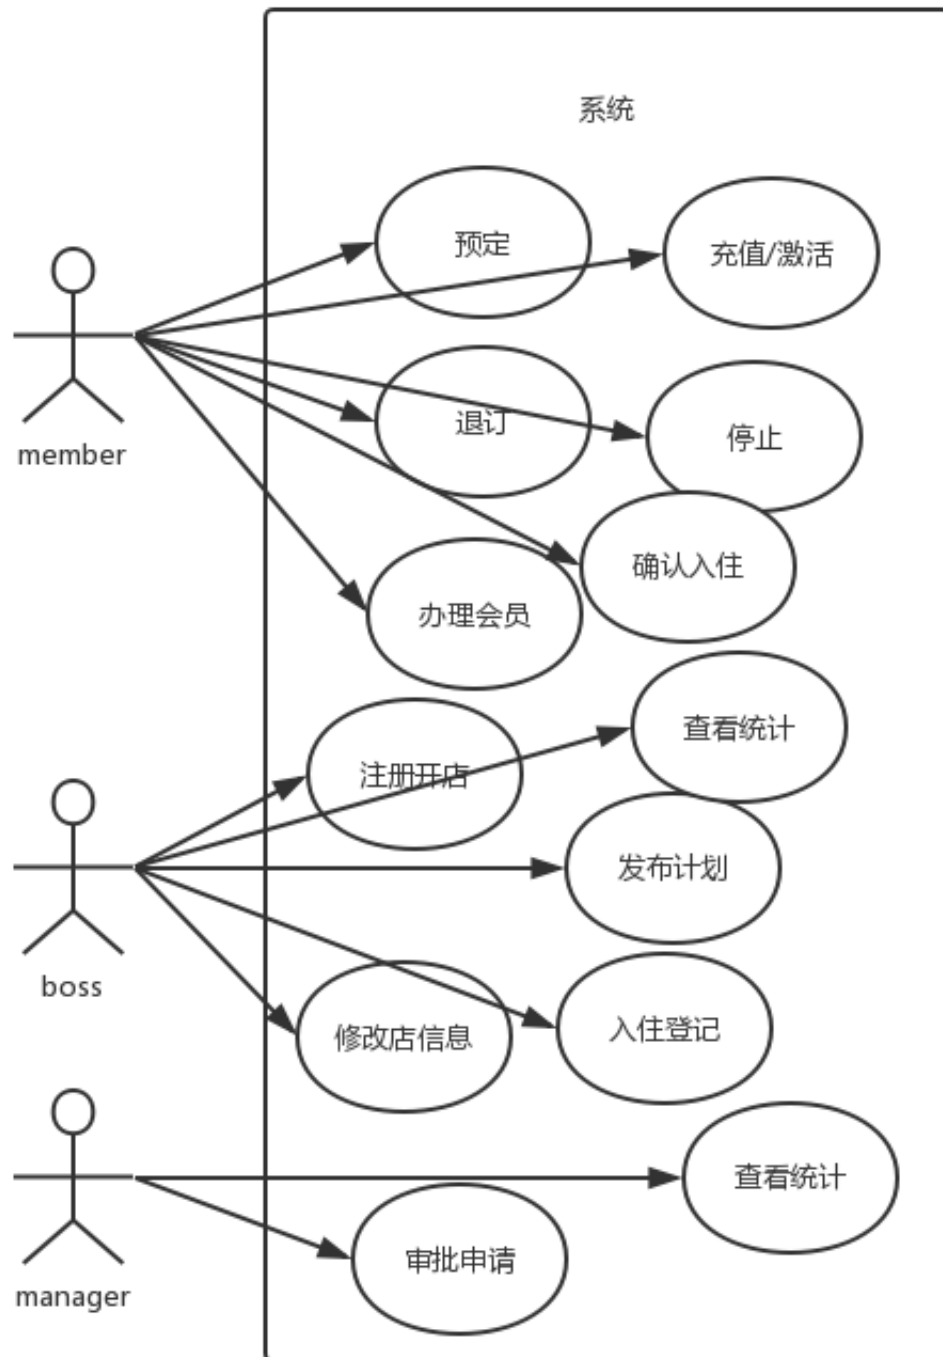 系统
预定
充值/激活
退订
停止
member
确认入住
办理会员
查看统计
注册开店
发布计划
boss
入住登记
修改店信息
查看统计
审批申请
manager